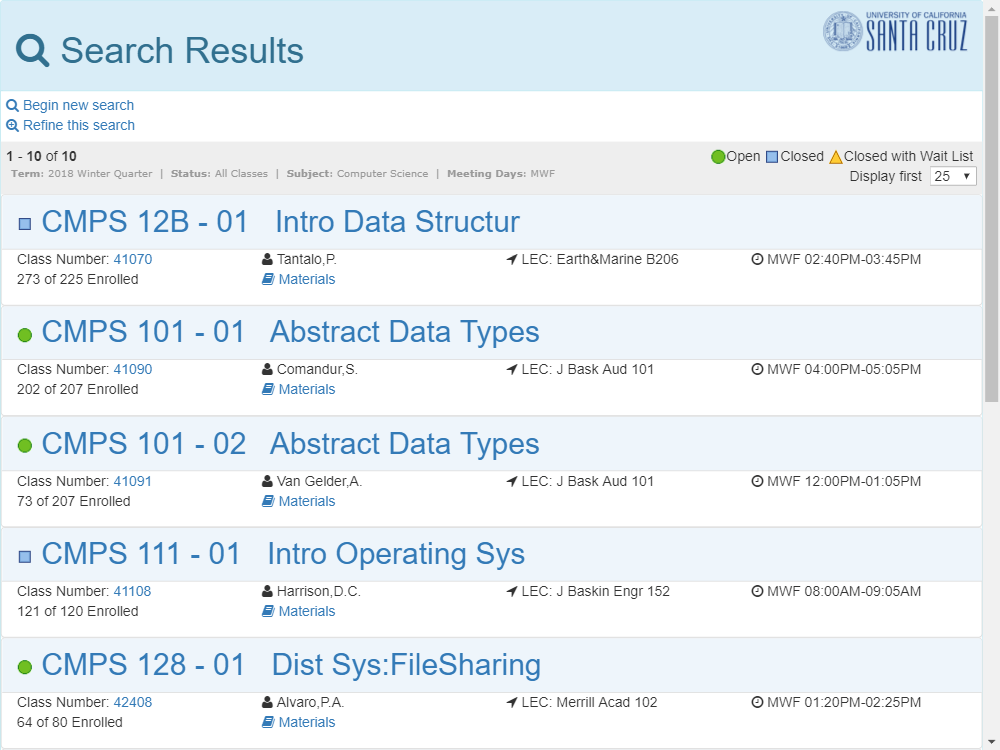 Search Results
UNIVERSITY OF CALIFORNIA
SANTA CRUZ
Begin new search
Refine this search
1 - 10 of 10
Open Closed Closed with Wait List
Term: 2018 Winter Quarter | Status: All Classes | Subject: Computer Science | Meeting Days: MWF
Display first 25
CMPS 12B - 01 Intro Data Structur
Class Number: 41070 Tantalo,P. LEC: Earth&Marine B206 MWF 02:40PM-03:45PM
273 of 225 Enrolled Materials
CMPS 101 - 01 Abstract Data Types
Class Number: 41090 Comandur,S. LEC: J Bask Aud 101 MWF 04:00PM-05:05PM
202 of 207 Enrolled Materials
CMPS 101 - 02 Abstract Data Types
Class Number: 41091 Van Gelder,A. LEC: J Bask Aud 101 MWF 12:00PM-01:05PM
73 of 207 Enrolled Materials
CMPS 111 - 01 Intro Operating Sys
Class Number: 41108 Harrison,D.C. LEC: J Baskin Engr 152 MWF 08:00AM-09:05AM
121 of 120 Enrolled Materials
CMPS 128 - 01 Dist Sys:FileSharing
Class Number: 42408 Alvaro,P.A. LEC: Merrill Acad 102 MWF 01:20PM-02:25PM
64 of 80 Enrolled Materials